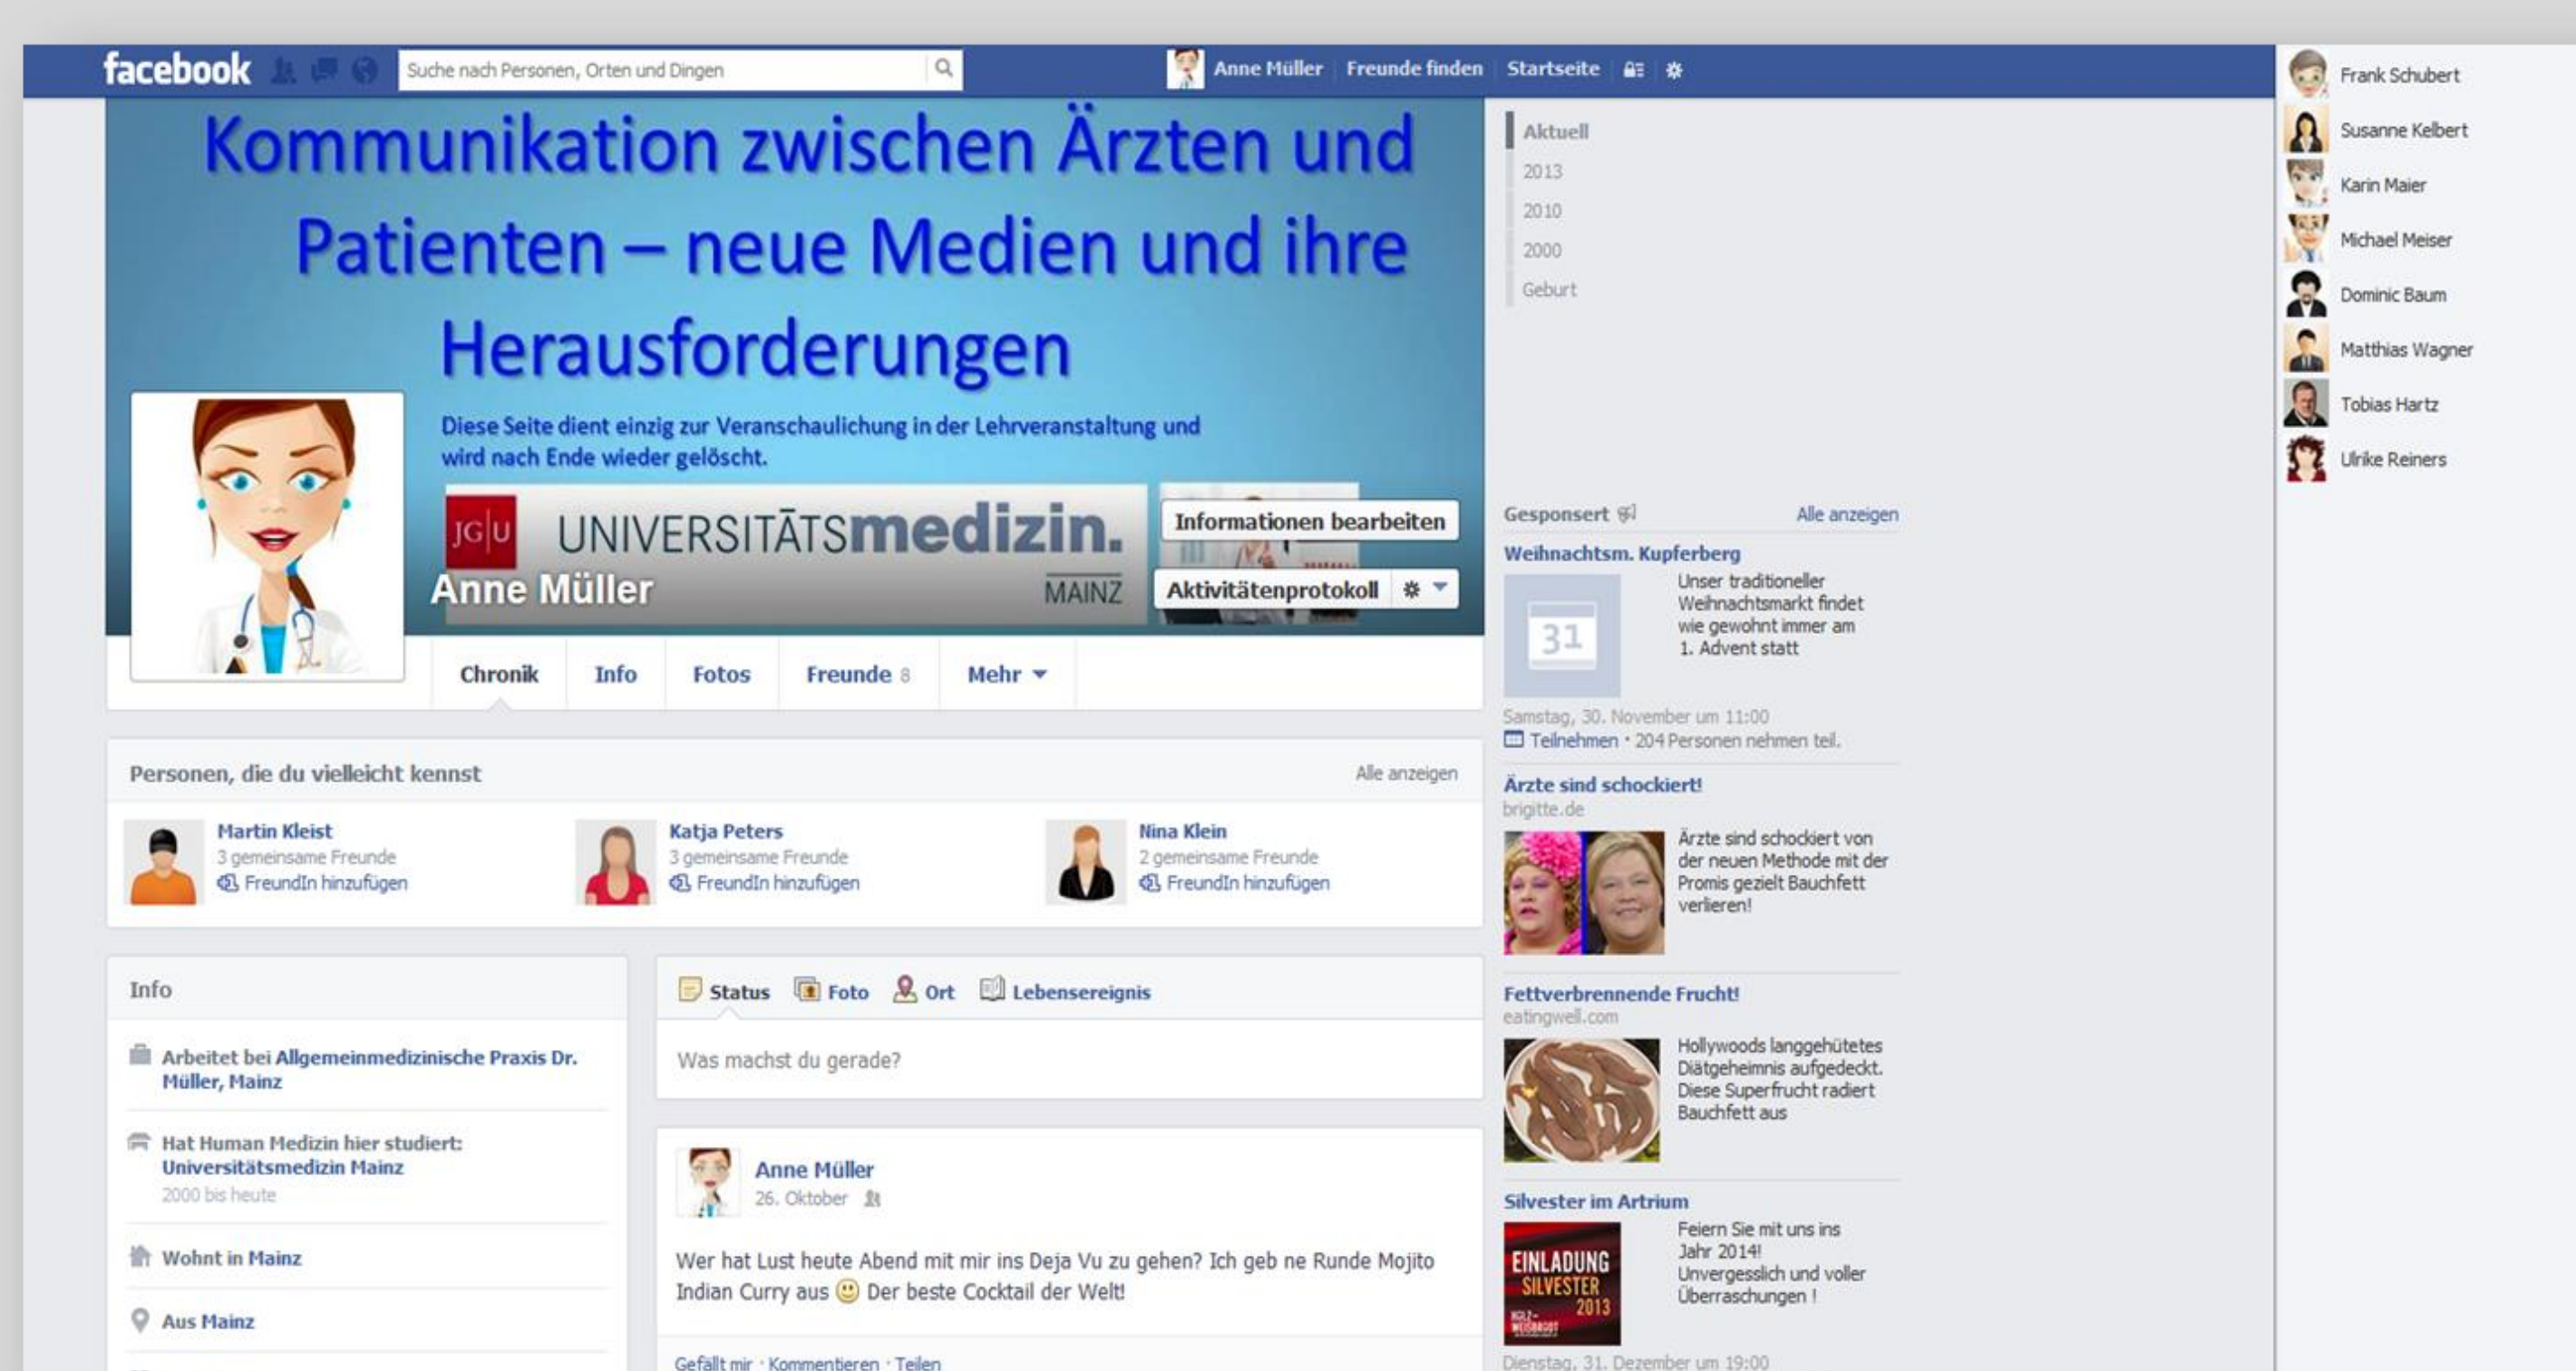 facebook
Suche nach Personen, Orten und Dingen
Anne Müller
Freunde finden
Startseite
Kommunikation zwischen Ärzten und
Patienten – neue Medien und ihre
Herausforderungen
Diese Seite dient einzig zur Veranschaulichung in der Lehrveranstaltung und
wird nach Ende wieder gelöscht.
JG|U UNIVERSITĀTSmedizin.
MAINZ
Informationen bearbeiten
Aktivitätenprotokoll
Anne Müller
Chronik
Info
Fotos
Freunde 8
Mehr
Personen, die du vielleicht kennst
Alle anzeigen
Martin Kleist
3 gemeinsame Freunde
FreundIn hinzufügen
Katja Peters
3 gemeinsame Freunde
FreundIn hinzufügen
Nina Klein
2 gemeinsame Freunde
FreundIn hinzufügen
Info
Arbeitet bei Allgemeinmedizinische Praxis Dr.
Müller, Mainz
Hat Human Medizin hier studiert:
Universitätsmedizin Mainz
2000 bis heute
Wohnt in Mainz
Aus Mainz
Status
Foto
Ort
Lebensereignis
Was machst du gerade?
Anne Müller
26. Oktober
Wer hat Lust heute Abend mit mir ins Deja Vu zu gehen? Ich geb ne Runde Mojito
Indian Curry aus Der beste Cocktail der Welt!
Gefällt mir · Kommentieren · Teilen
Aktuell
2013
2010
2000
Geburt
Gesponsert
Alle anzeigen
Weihnachtsm. Kupferberg
31
Unser traditioneller
Weihnachtsmarkt findet
wie gewohnt immer am
1. Advent statt
Samstag, 30. November um 11:00
Teilnehmen · 204 Personen nehmen teil.
Ärzte sind schockiert!
brigitte.de
Ärzte sind schockiert von
der neuen Methode mit der
Promis gezielt Bauchfett
verlieren!
Fettverbrennende Frucht!
eatingwell.com
Hollywoods langgehütetes
Diätgeheimnis aufgedeckt.
Diese Superfrucht radiert
Bauchfett aus
Silvester im Artrium
EINLADUNG
SILVESTER
2013
Feiern Sie mit uns ins
Jahr 2014!
Unvergesslich und voller
Überraschungen !
Dienstag, 31. Dezember um 19:00
Frank Schubert
Susanne Kelbert
Karin Maier
Michael Meiser
Dominic Baum
Matthias Wagner
Tobias Hartz
Ulrike Reiners